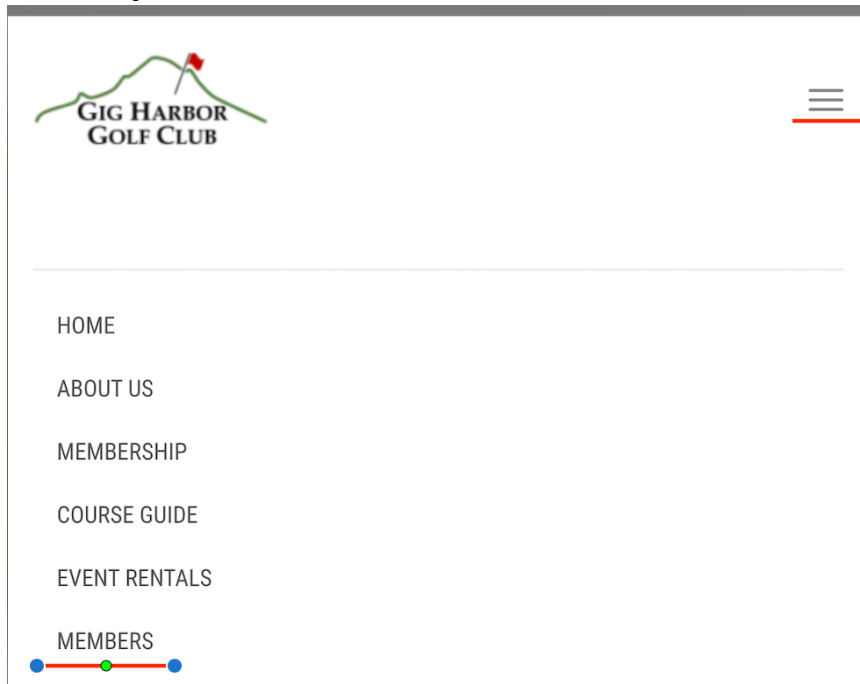 GIG HARBOR
GOLF CLUB
HOME
ABOUT US
MEMBERSHIP
COURSE GUIDE
EVENT RENTALS
MEMBERS